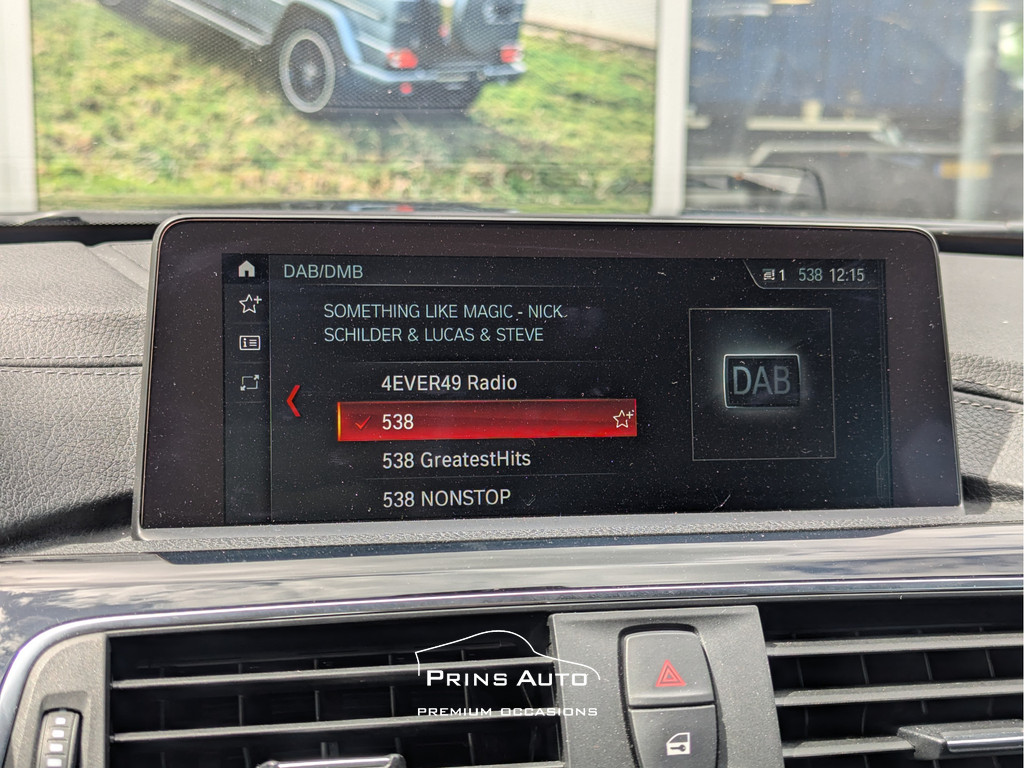 DAB/DMB
1 538 12:15
SOMETHING LIKE MAGIC - NICK
SCHILDER & LUCAS & STEVE
4EVER49 Radio
538
538 GreatestHits
538 NONSTOP
DAB
PRINS AUTO
PREMIUM OCCASIONS